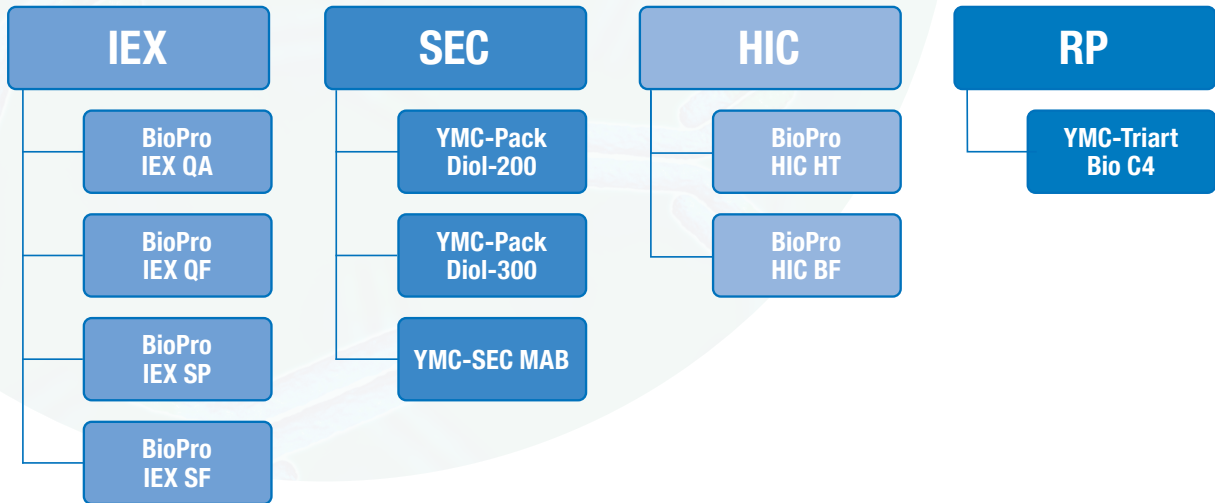 IEX
BioPro
IEX QA
BioPro
IEX QF
BioPro
IEX SP
BioPro
IEX SF
SEC
YMC-Pack
Diol-200
YMC-Pack
Diol-300
YMC-SEC MAB
HIC
BioPro
HIC HT
BioPro
HIC BF
RP
YMC-Triart
Bio C4